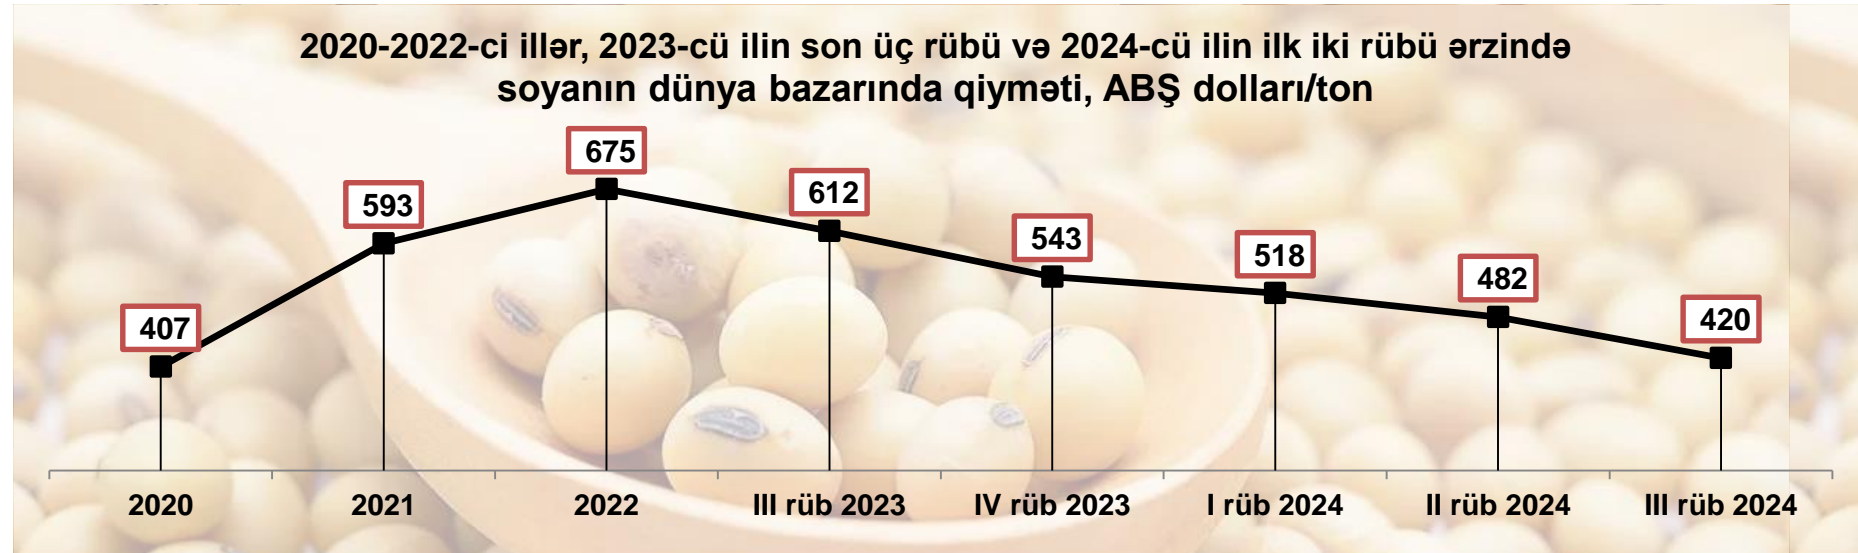 2020-2022-ci illər, 2023-cü ilin son üç rübü və 2024-cü ilin ilk iki rübü ərzində
soyanın dünya bazarında qiyməti, ABŞ dolları/ton
407
593
675
612
543
518
482
420
2020
2021
2022
III rüb 2023
IV rüb 2023
I rüb 2024
II rüb 2024
III rüb 2024